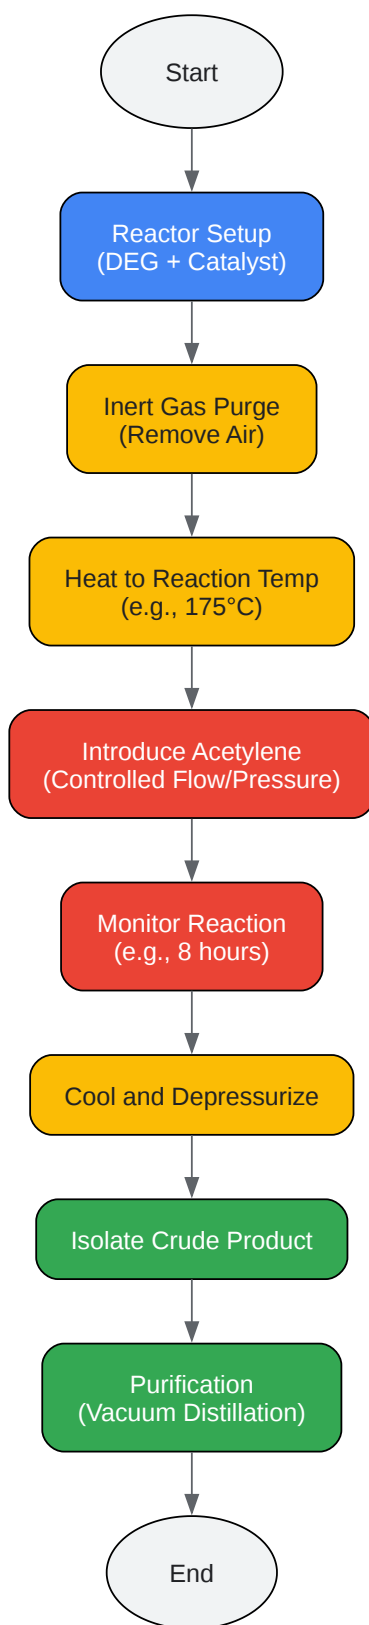 Start
Reactor Setup
(DEG + Catalyst)
Inert Gas Purge
(Remove Air)
Heat to Reaction Temp
(e.g., 175°C)
Introduce Acetylene
(Controlled Flow/Pressure)
Monitor Reaction
(e.g., 8 hours)
Cool and Depressurize
Isolate Crude Product
Purification
(Vacuum Distillation)
End